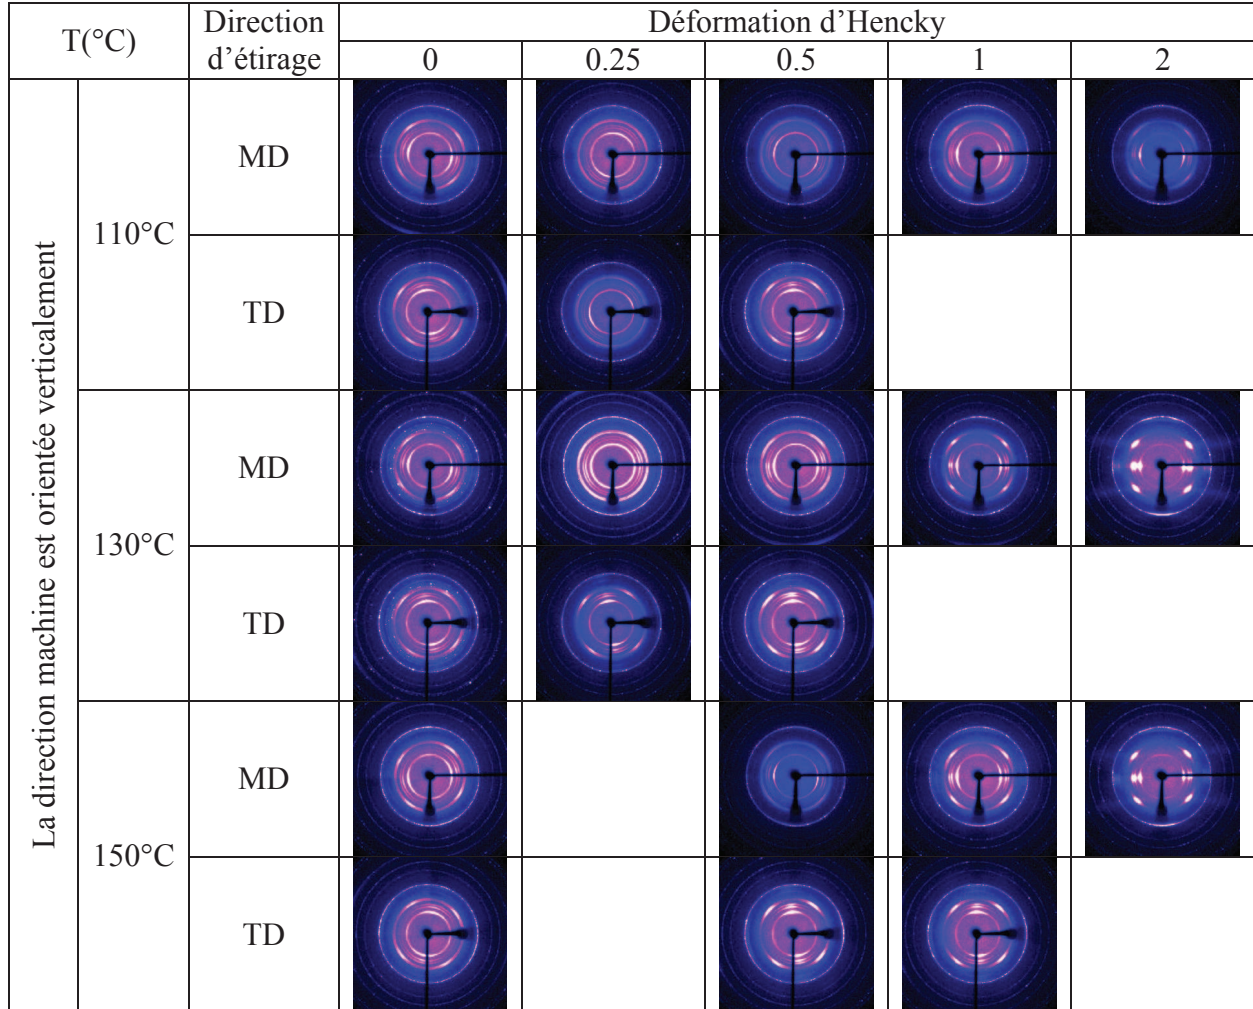 T(°C)
Direction
d'étirage
Déformation d'Hencky
0
0.25
0.5
1
2
La direction machine est orientée verticalement
110°C
MD
TD
130°C
MD
TD
150°C
MD
TD